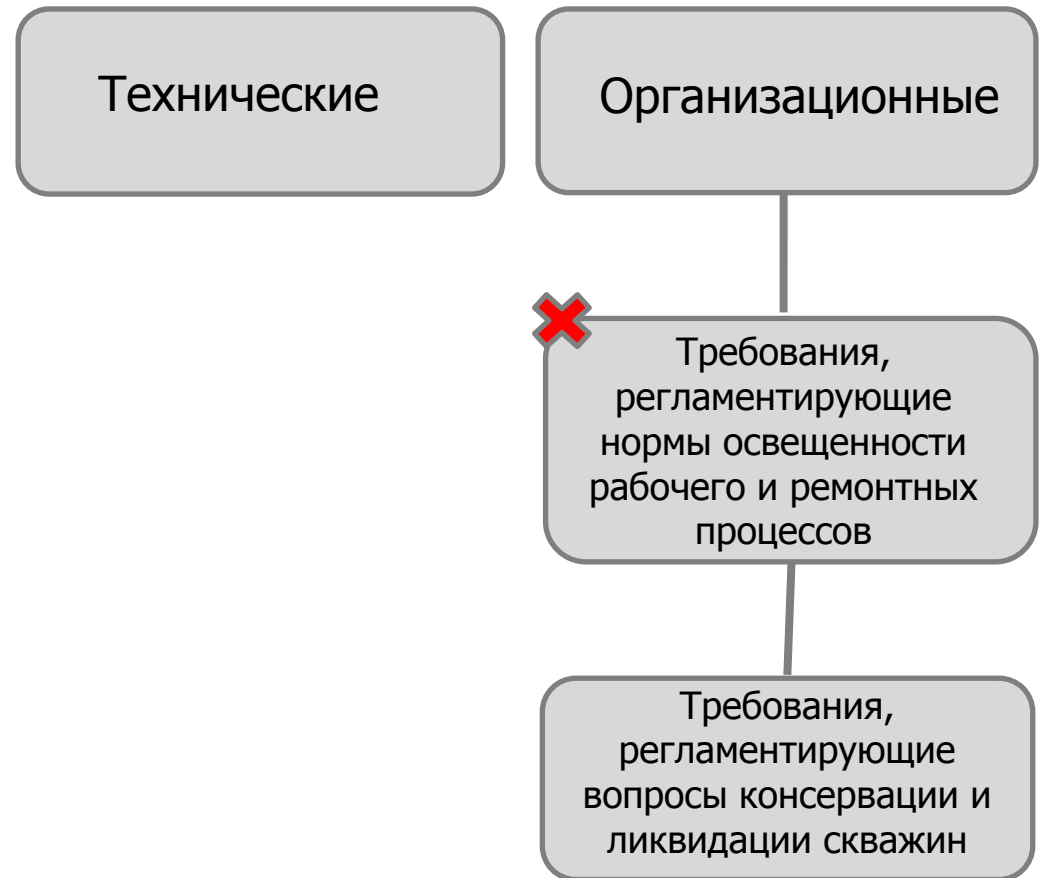 Технические
Организационные
Требования,
регламентирующие
нормы освещенности
рабочего и ремонтных
процессов
Требования,
регламентирующие
вопросы консервации и
ликвидации скважин